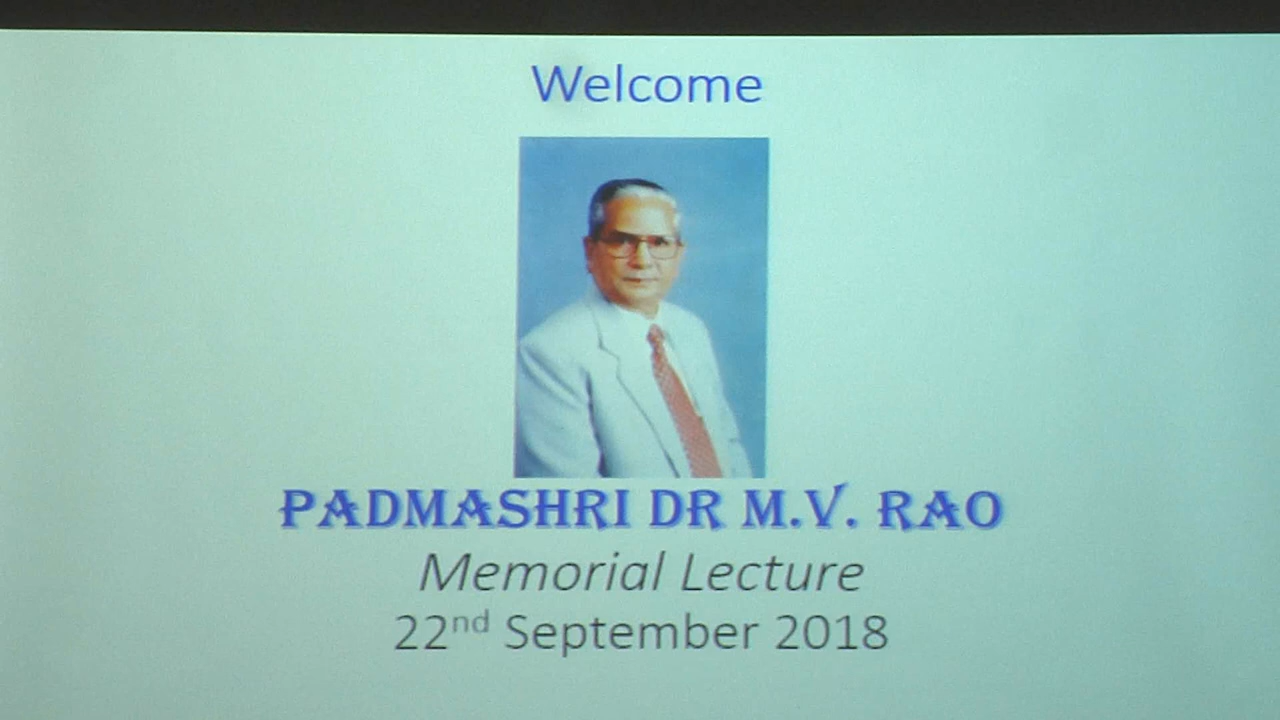 Welcome
PADMASHRI DR M.V. RAO
Memorial Lecture
22nd September 2018